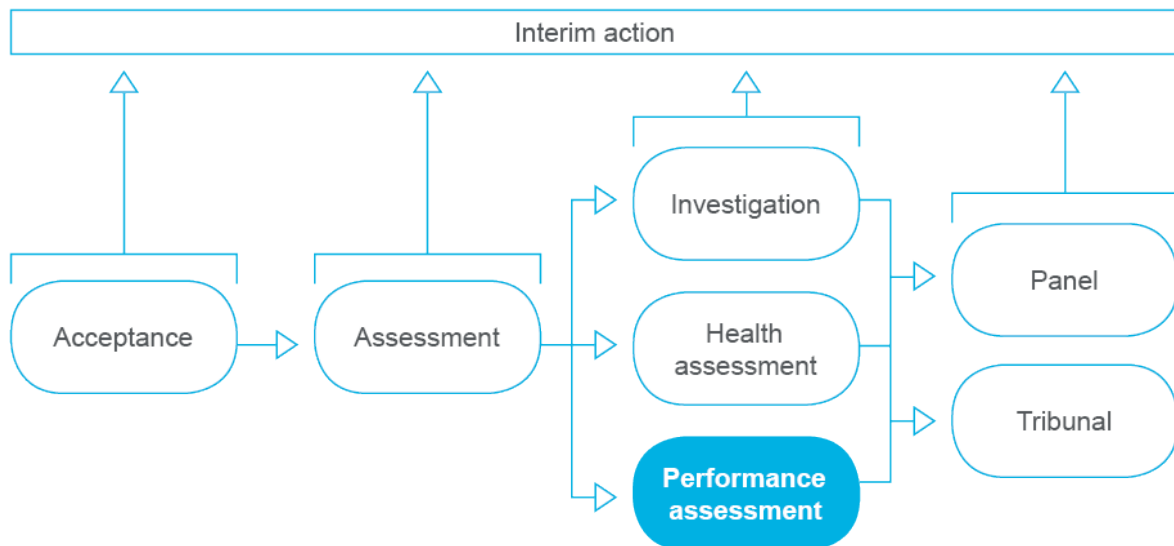 Interim action
Acceptance
Assessment
Investigation
Health
assessment
Performance
assessment
Panel
Tribunal